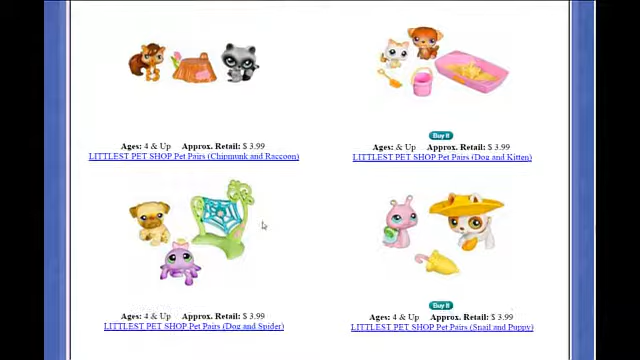 Buy It
Ages: 4 & Up Approx. Retail: $ 3.99
LITTLEST PET SHOP Pet Pairs (Chipmunk and Raccoon)
Ages: & Up Approx. Retail: $ 3.99
LITTLEST PET SHOP Pet Pairs (Dog and Kitten)
Ages: 4 & Up Approx. Retail: $ 3.99
LITTLEST PET SHOP Pet Pairs (Dog and Spider)
Buy It
Ages: 4 & Up Approx. Retail: $ 3.99
LITTLEST PET SHOP Pet Pairs (Snail and Puppy)